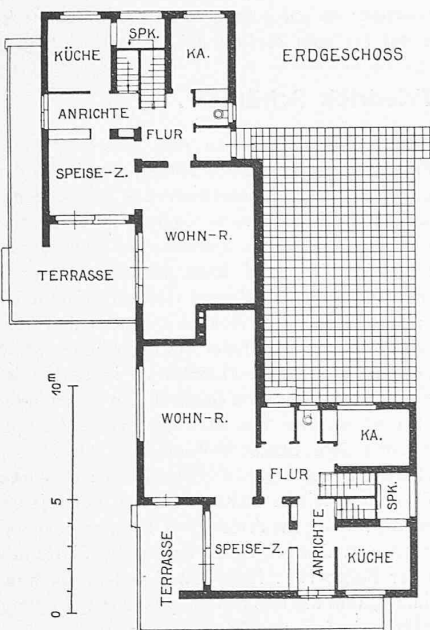 SPK.
KÜCHE
KA.
ERDGESCHOSS
ANRICHTE
FLUR
SPEISE-Z.
WOHN-R.
TERRASSE
10m
WOHN-R.
KA.
FLUR
SPK.
5
ANRICHTE
SPEISE-Z.
TERRASSE
KÜCHE
0